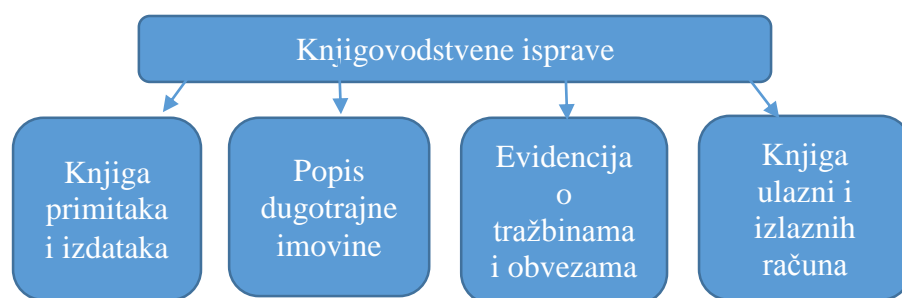 Knjigovodstvene isprave
Knjiga
primitaka
i izdataka
Popis
dugotrajne
imovine
Evidencija
o
tražbinama
i obvezama
Knjiga
ulazni i
izlaznih
računa